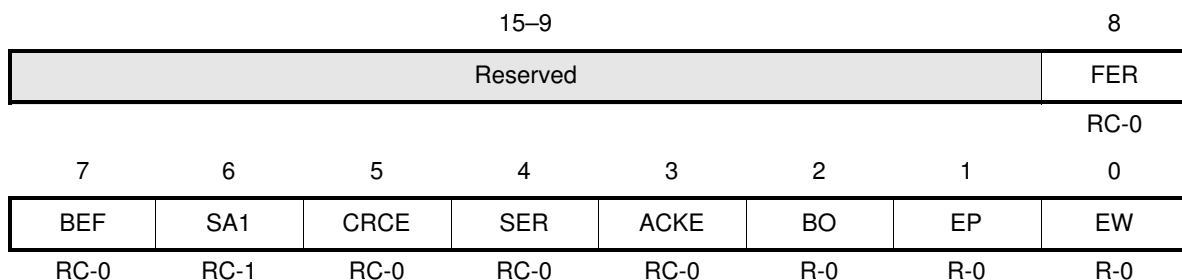 15–9 8
Reserved FER
RC-0
7 6 5 4 3 2 1 0
BEF SA1 CRCE SER ACKE BO EP EW
RC-0 RC-1 RC-0 RC-0 RC-0 R-0 R-0 R-0